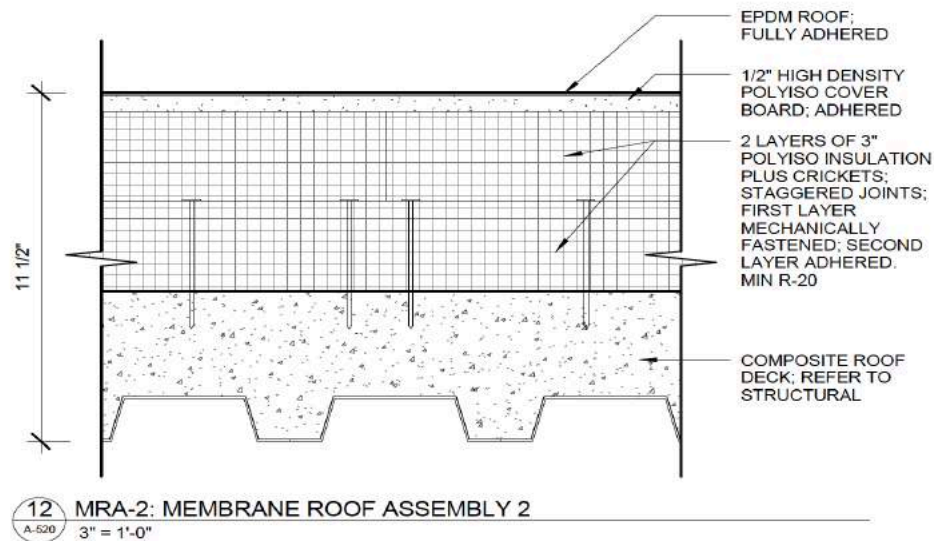 EPDM ROOF;
FULLY ADHERED
1/2" HIGH DENSITY
POLYISO COVER
BOARD; ADHERED
2 LAYERS OF 3"
POLYISO INSULATION
PLUS CRICKETS;
STAGGERED JOINTS;
FIRST LAYER
MECHANICALLY
FASTENED; SECOND
LAYER ADHERED.
MIN R-20
11 1/2"
COMPOSITE ROOF
DECK; REFER TO
STRUCTURAL
12 MRA-2: MEMBRANE ROOF ASSEMBLY 2
A-520 3" = 1'-0"